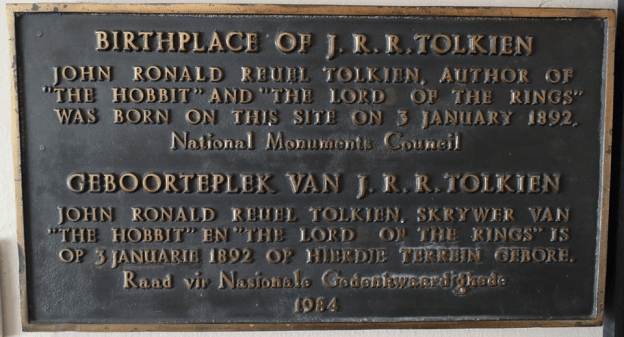 BIRTHPLACE OF J. R. R. TOLKIEN
JOHN RONALD REUEL TOLKIEN, AUTHOR OF
"THE HOBBIT" AND "THE LORD OF THE RINGS"
WAS BORN ON THIS SITE ON 3 JANUARY 1892.
National Monuments Council
GEBOORTEPLEK VAN J. R. R. TOLKIEN
JOHN RONALD REUEL TOLKIEN, SKRYWER VAN
"THE HOBBIT" EN "THE LORD OF THE RINGS" IS
OP 3 JANUARIE 1892 OP HIERDIE TERREIN GEBORE.
Raad vir Nasionale Gedenkwaardighede
1984